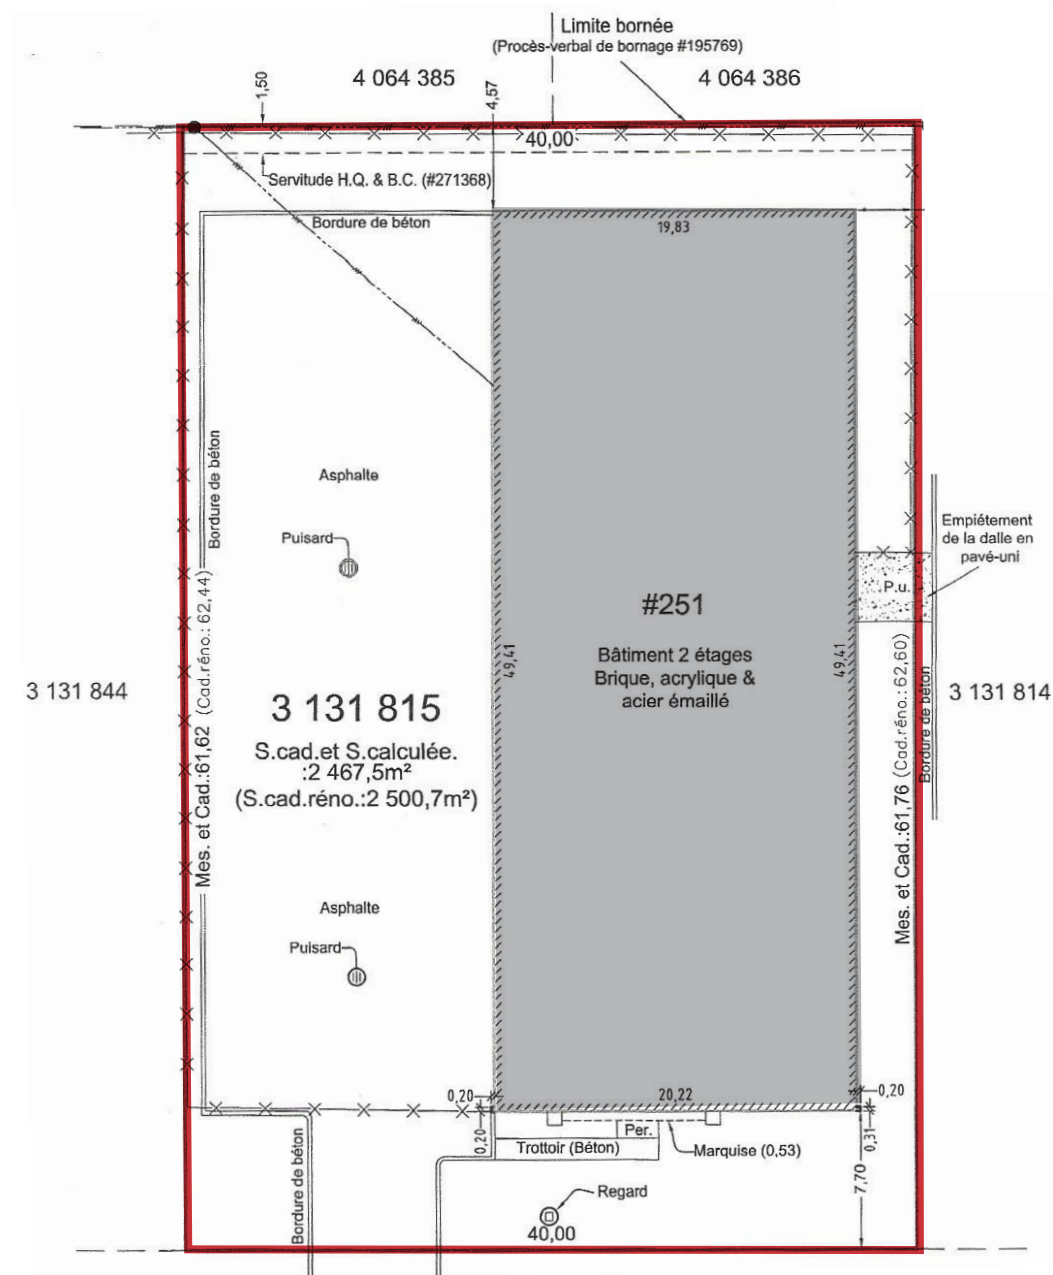 Limite bornée
(Procès-verbal de bornage #195769)
4 064 385
4 064 386
1,50
4,57
40,00
Servitude H.Q. & B.C. (#271368)
Bordure de béton
19,83
Bordure de béton
Asphalte
Puisard
Empiétement
de la dalle en
pavé-uni
P.u.
#251
Bâtiment 2 étages
Brique, acrylique &
acier émaillé
49,41
49,41
3 131 844
3 131 815
3 131 814
S.cad.et S.calculée.
:2 467,5m²
(S.cad.réno.:2 500,7m²)
Mes. et Cad.:61,62 (Cad.réno.: 62,44)
Mes. et Cad.:61,76 (Cad.réno.: 62,60)
Bordure de béton
Asphalte
Puisard
0,20
20,22
0,20
0,20
Per.
Trottoir (Béton)
Marquise (0,53)
0,31
7,70
Bordure de béton
Regard
40,00